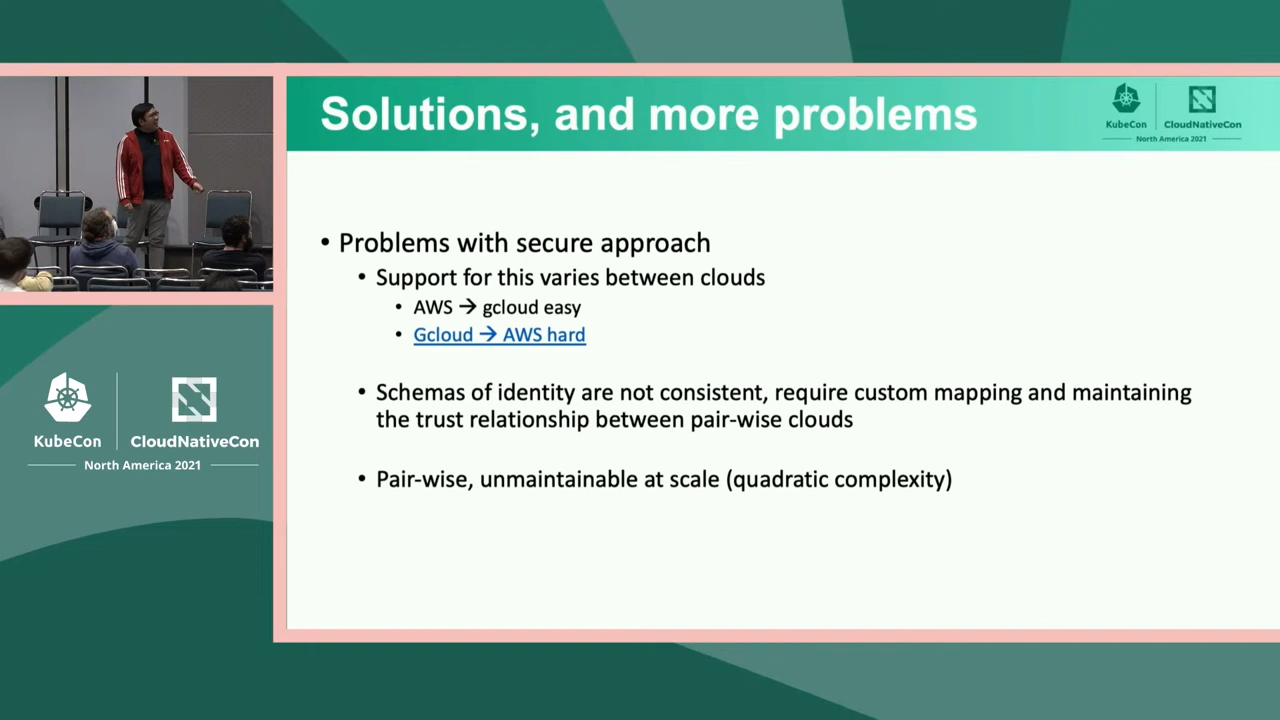 Solutions, and more problems
KubeCon
CloudNativeCon
North America 2021
• Problems with secure approach
• Support for this varies between clouds
• AWS → gcloud easy
• Gcloud → AWS hard
• Schemas of identity are not consistent, require custom mapping and maintaining
the trust relationship between pair-wise clouds
• Pair-wise, unmaintainable at scale (quadratic complexity)
KubeCon
CloudNativeCon
North America 2021